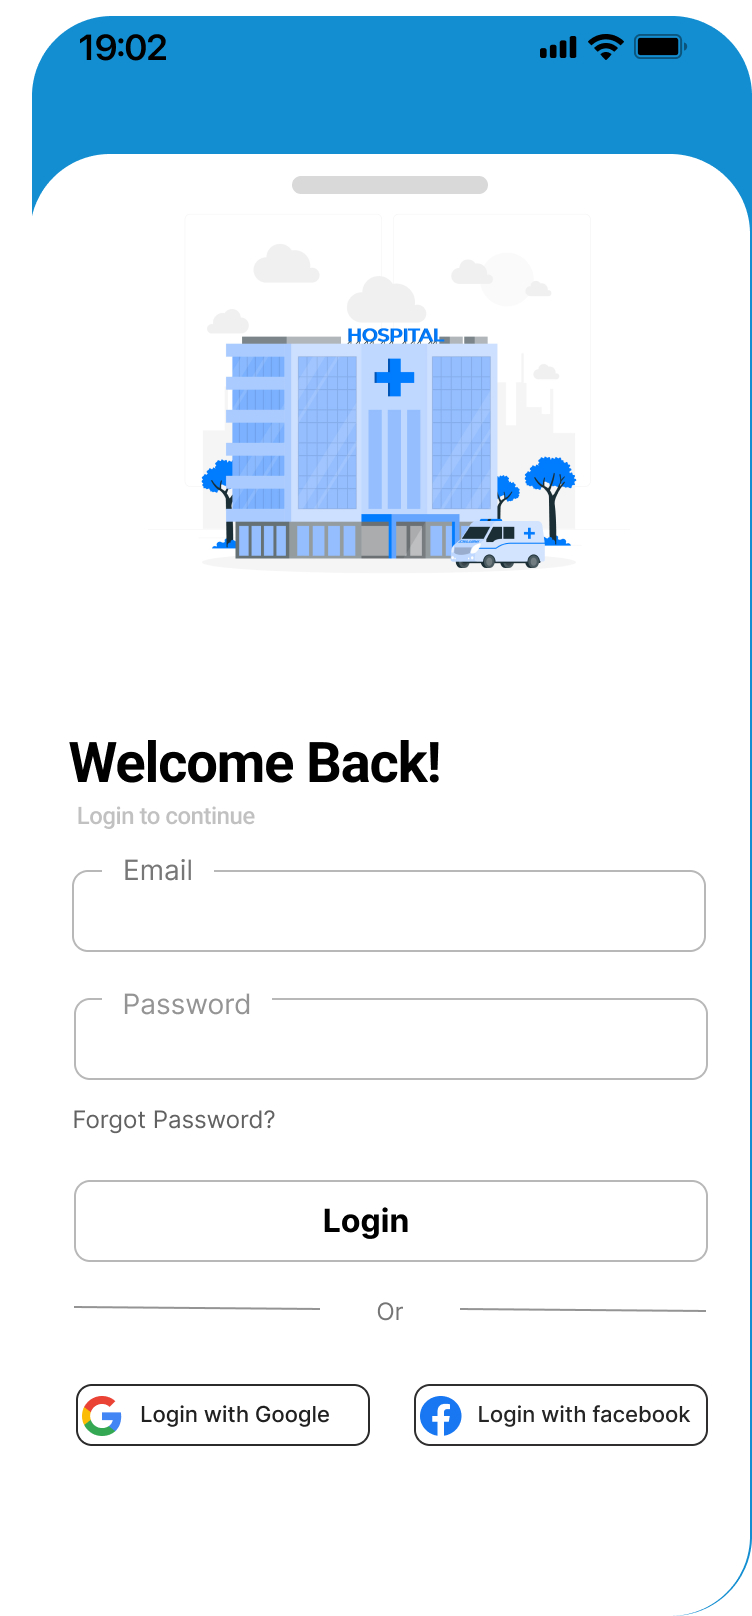 19:02
HOSPITAL
Welcome Back!
Login to continue
Email
Password
Forgot Password?
Login
Or
Login with Google
Login with facebook